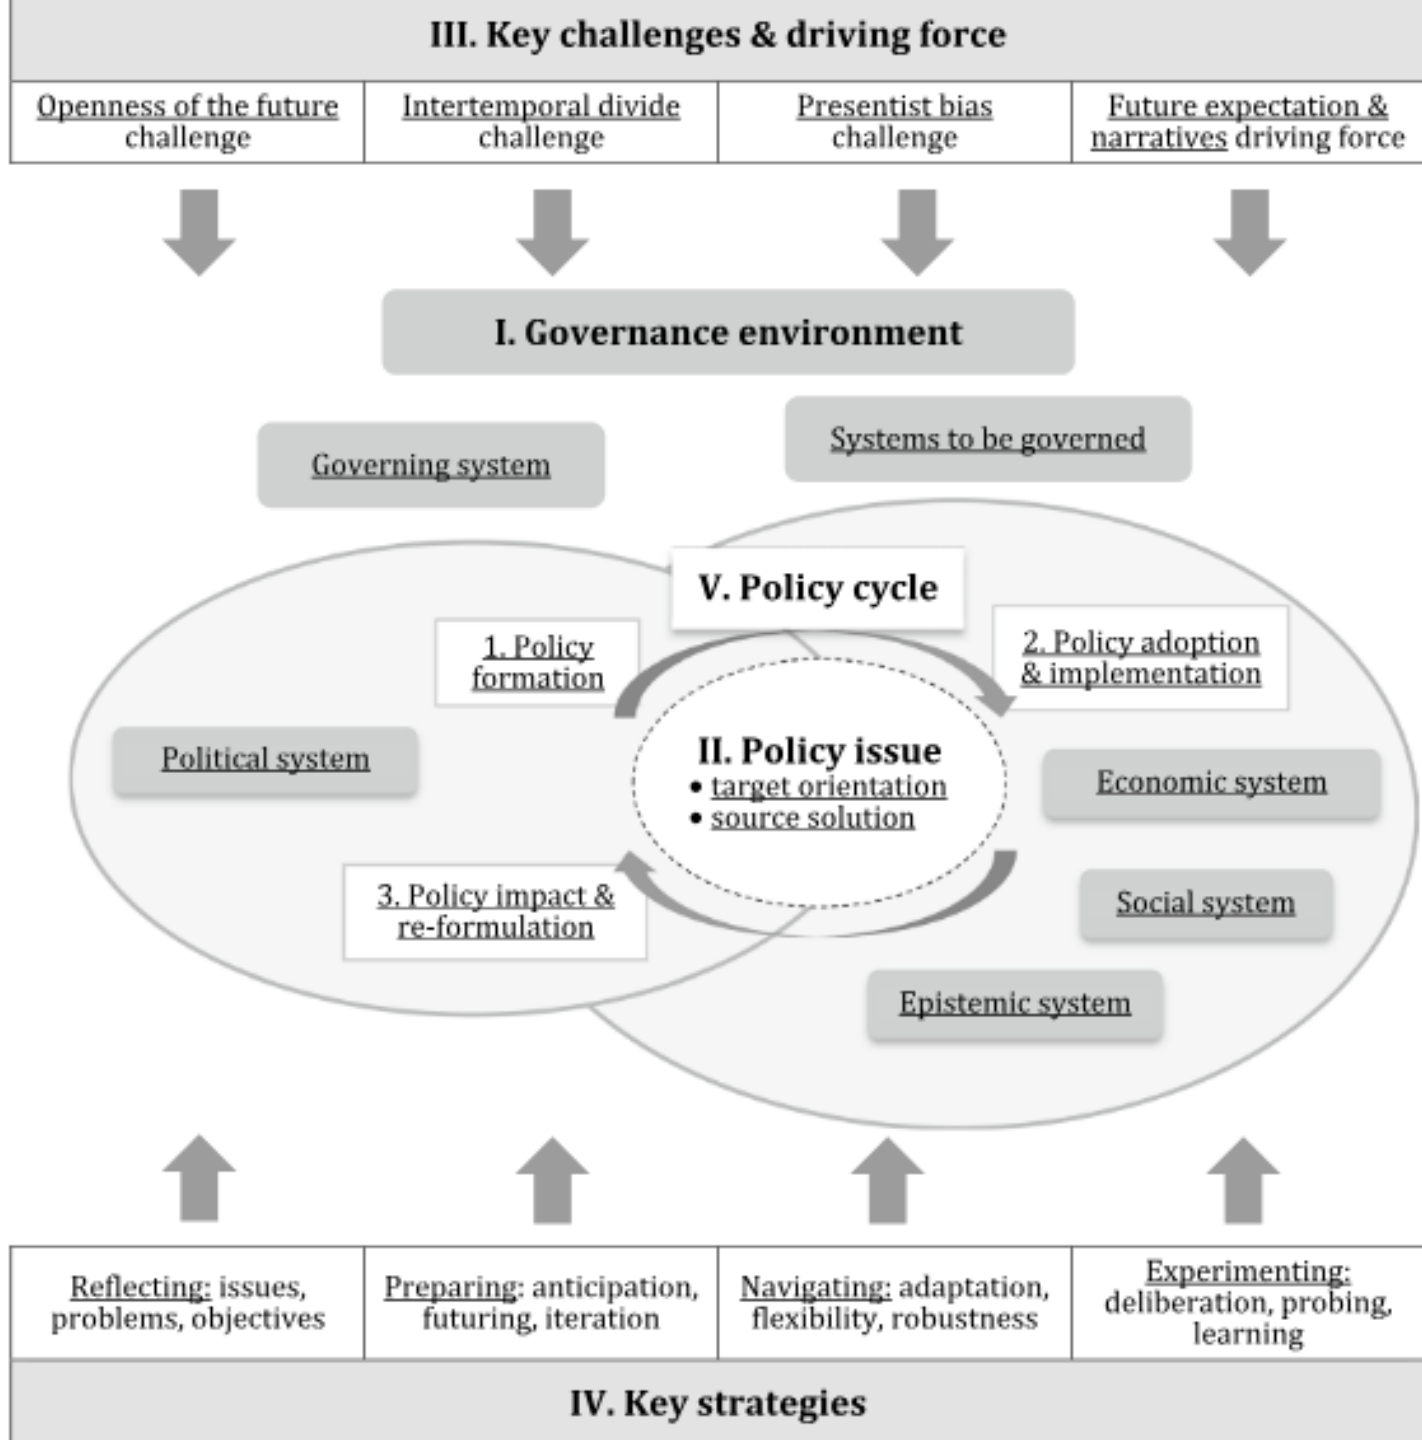 III. Key challenges & driving force
Openness of the future
challenge
Intertemporal divide
challenge
Presentist bias
challenge
Future expectation &
narratives driving force
I. Governance environment
Governing system
Systems to be governed
V. Policy cycle
1. Policy
formation
2. Policy adoption
& implementation
Political system
II. Policy issue
• target orientation
• source solution
Economic system
3. Policy impact &
re-formulation
Social system
Epistemic system
Reflecting: issues,
problems, objectives
Preparing: anticipation,
futuring, iteration
Navigating: adaptation,
flexibility, robustness
Experimenting:
deliberation, probing,
learning
IV. Key strategies